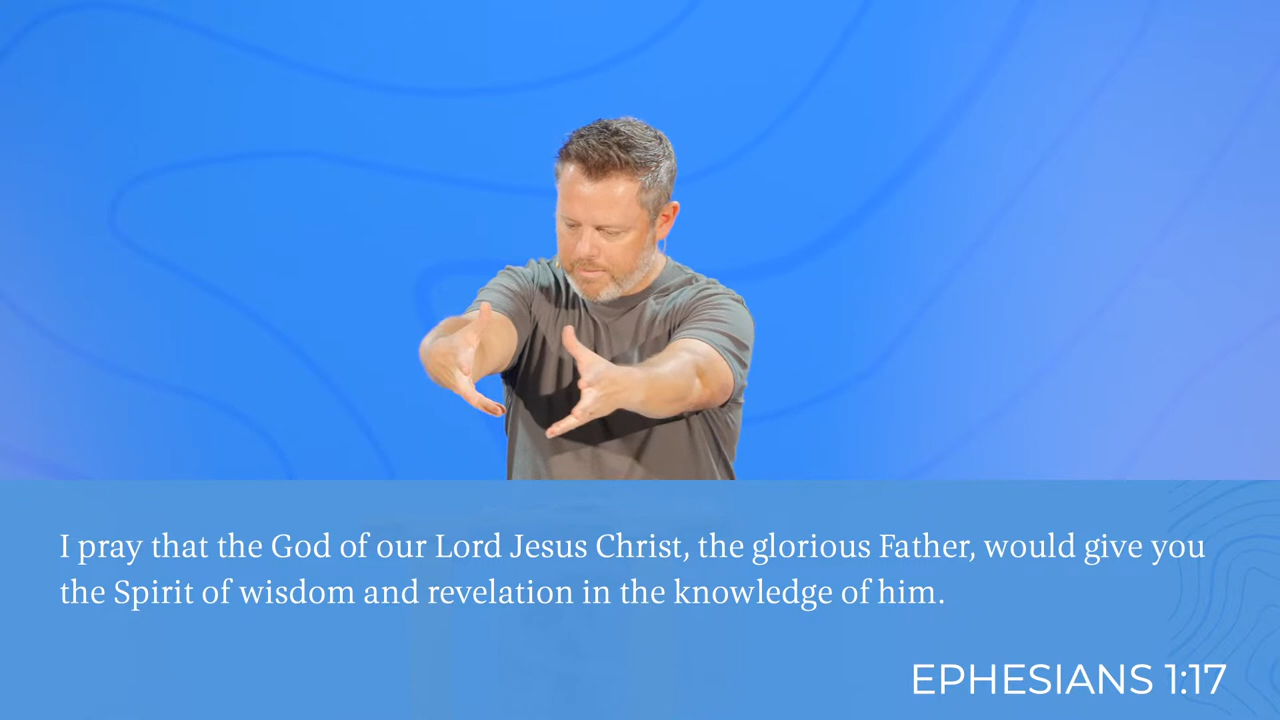 I pray that the God of our Lord Jesus Christ, the glorious Father, would give you
the Spirit of wisdom and revelation in the knowledge of him.
EPHESIANS 1:17